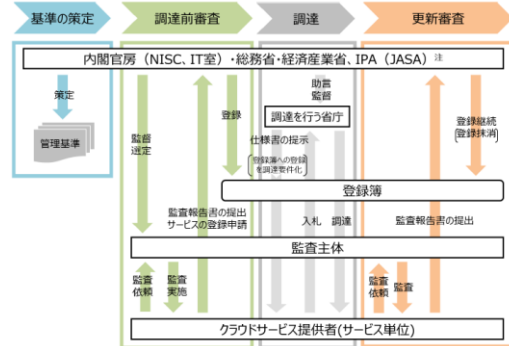 基準の策定
調達前審査
調達
更新審査
内閣官房（NISC、IT室）・総務省・経済産業省、IPA（JASA）注
策定
管理基準
監督
選定
登録
監査報告書の提出
サービスの登録申請
助言
監督
調達を行う省庁
仕様書の提示
登録簿への登録
を調達要件化
登録継続
登録抹消
登録簿
入札
調達
監査報告書の提出
監査主体
監査
依頼
監査
実施
監査
依頼
監査
クラウドサービス提供者(サービス単位)